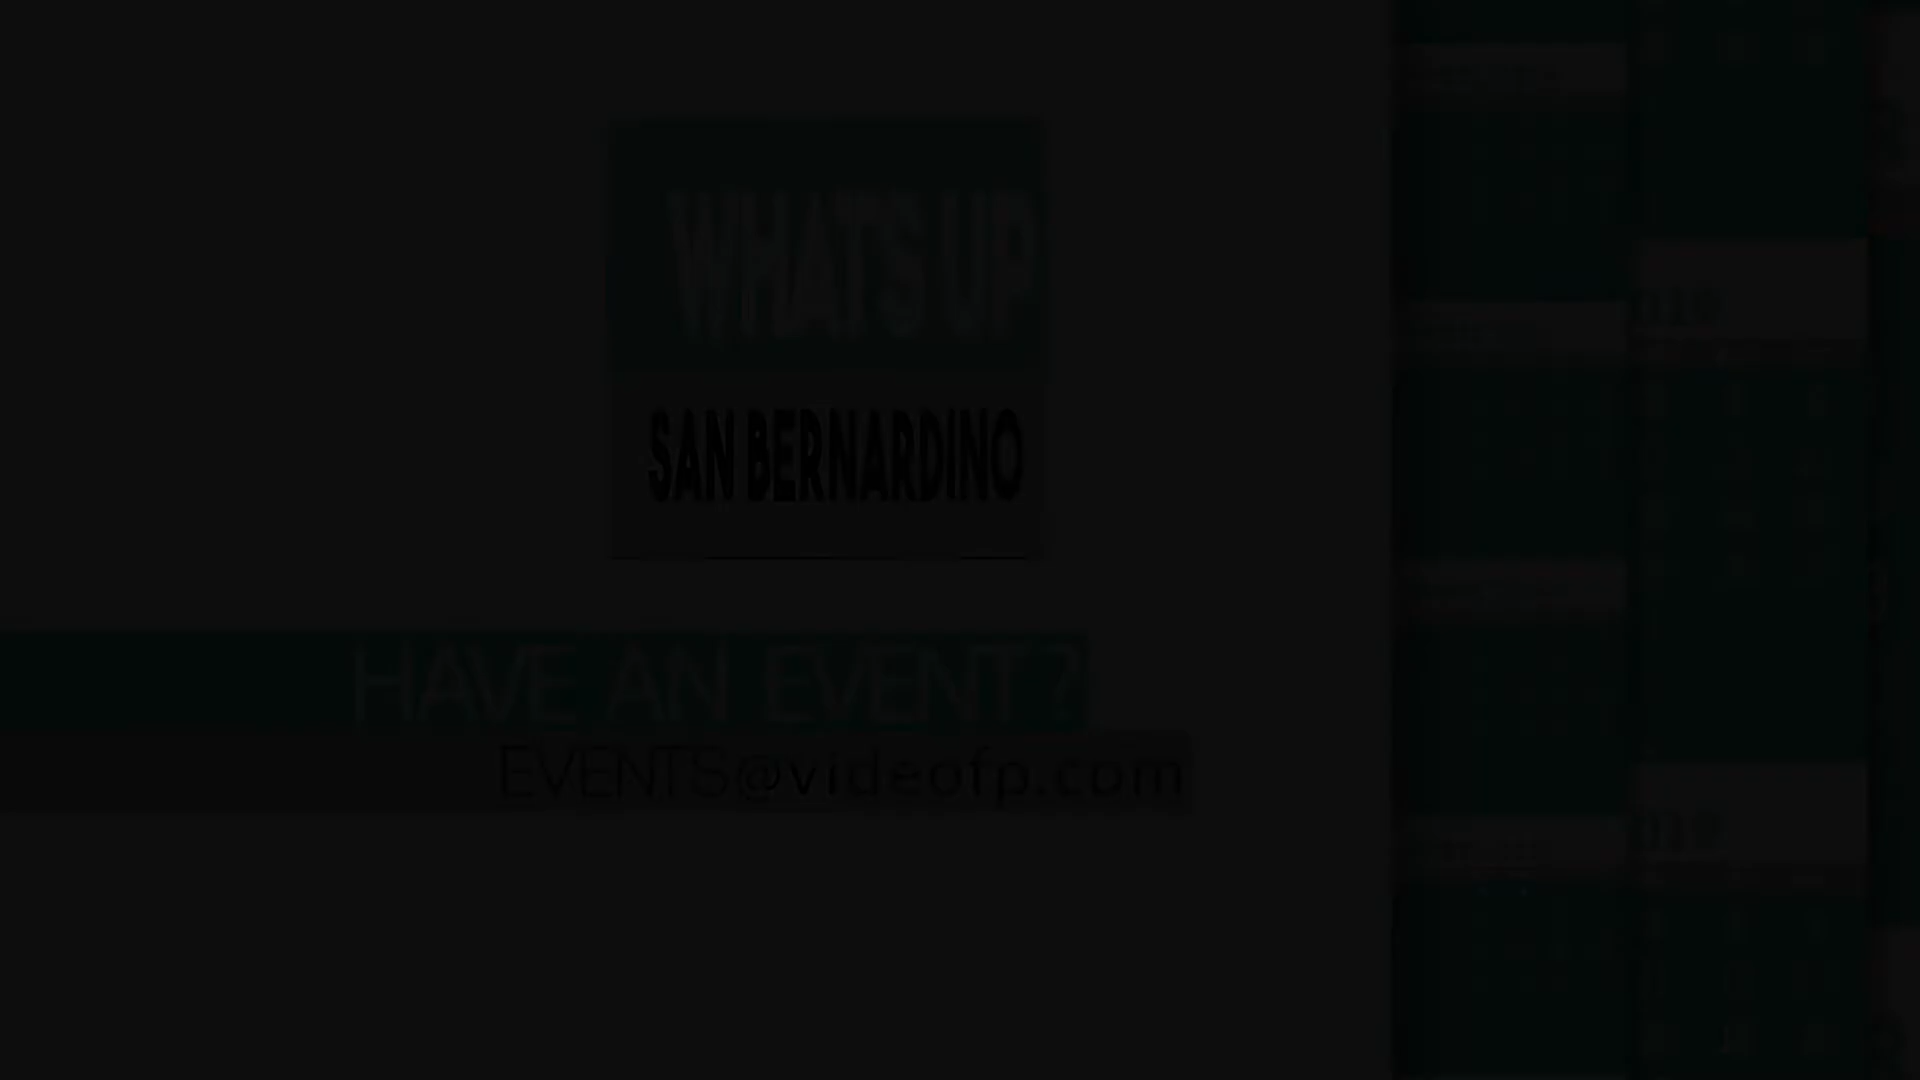 WHAT'S UP
SAN BERNARDINO
HAVE AN EVENT?
EVENTS@videofp.com